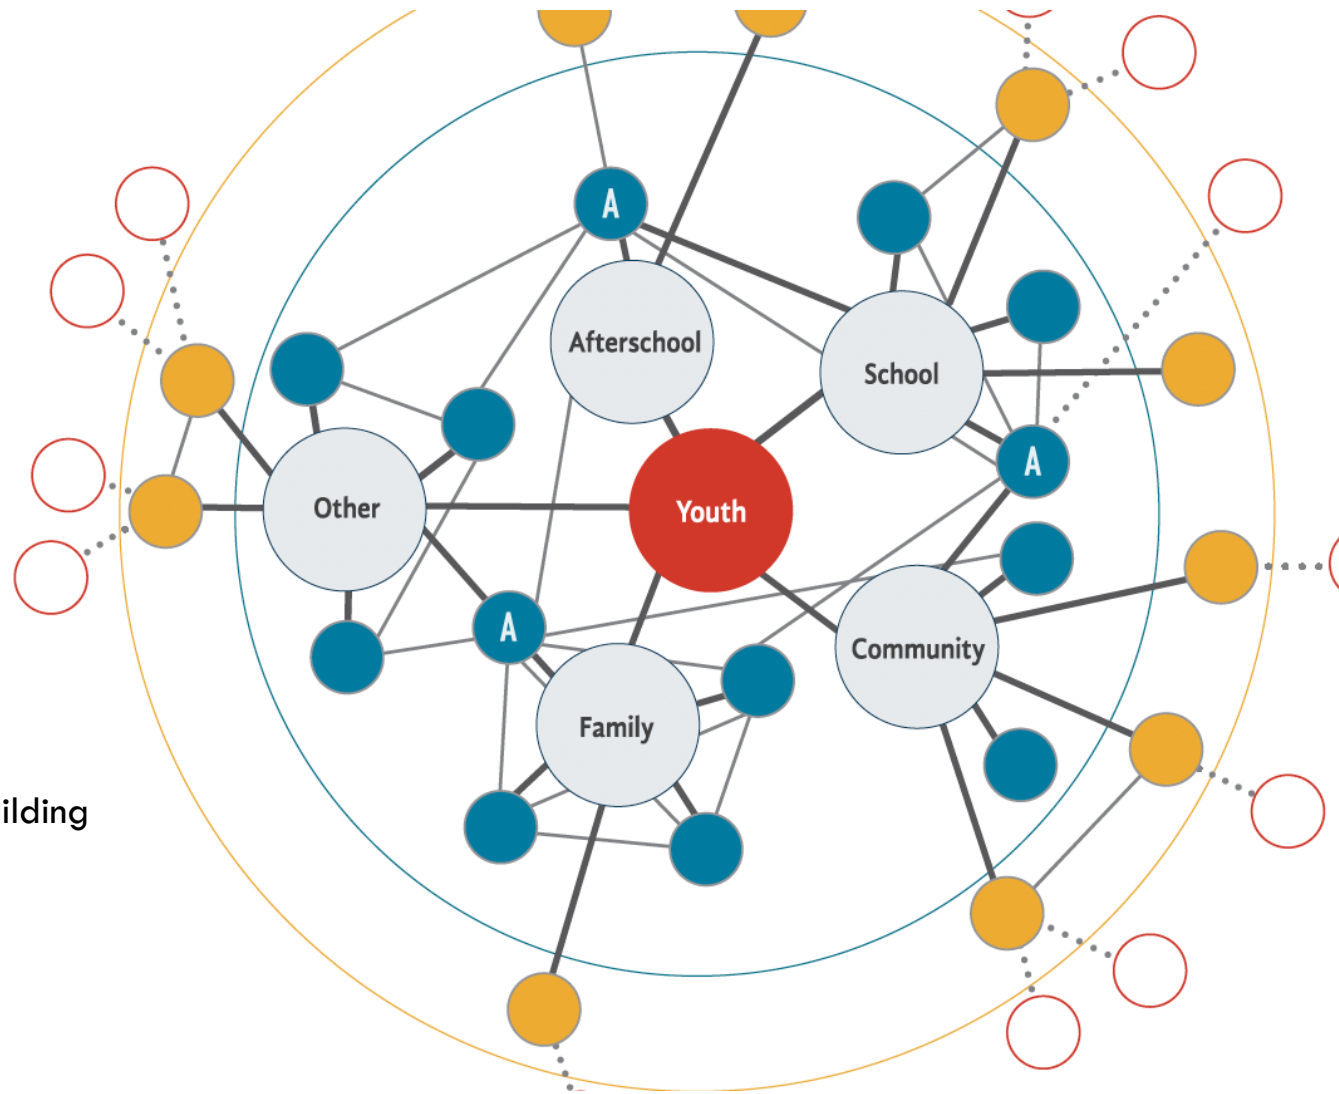 A
Afterschool
School
A
Other
Youth
A
Community
Family
ilding